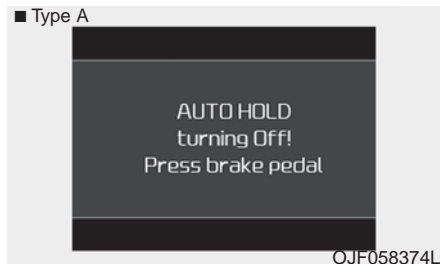 ■ Type A
AUTO HOLD
turning Off!
Press brake pedal
OJF058374L